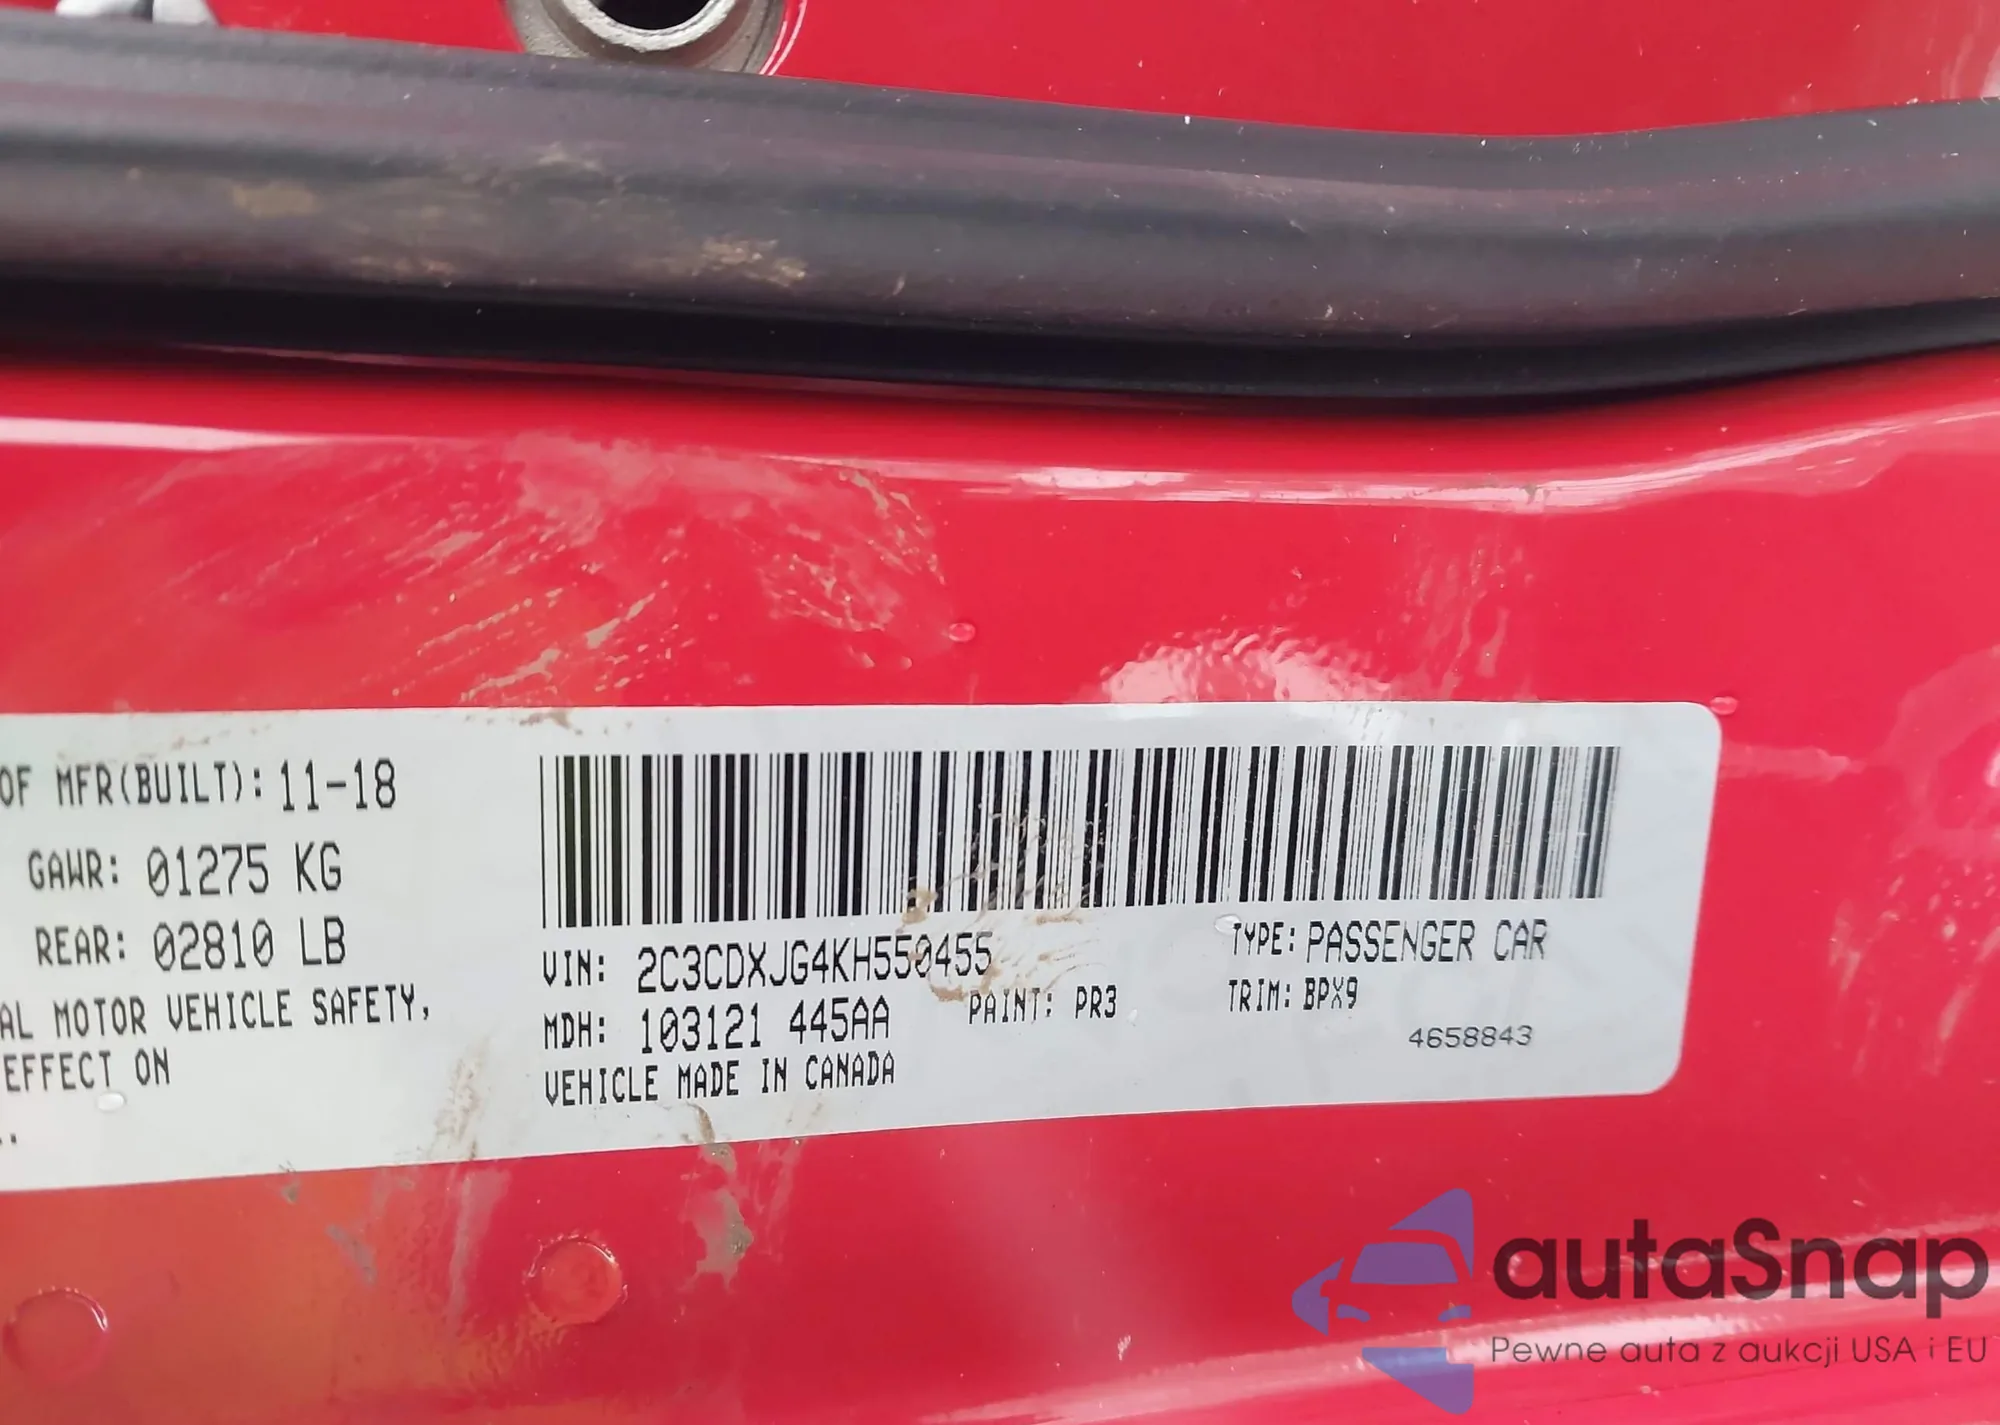 OF MFR(BUILT): 11-18
GAWR: 01275 KG
REAR: 02810 LB
AL MOTOR VEHICLE SAFETY,
EFFECT ON
VIN: 2C3CDXJG4KH550455
TYPE: PASSENGER CAR
MDH: 103121 445AA
PAINT: PR3
TRIM: BPX9
VEHICLE MADE IN CANADA
4658843
autaSnap
Pewne auta z aukcji USA i EU